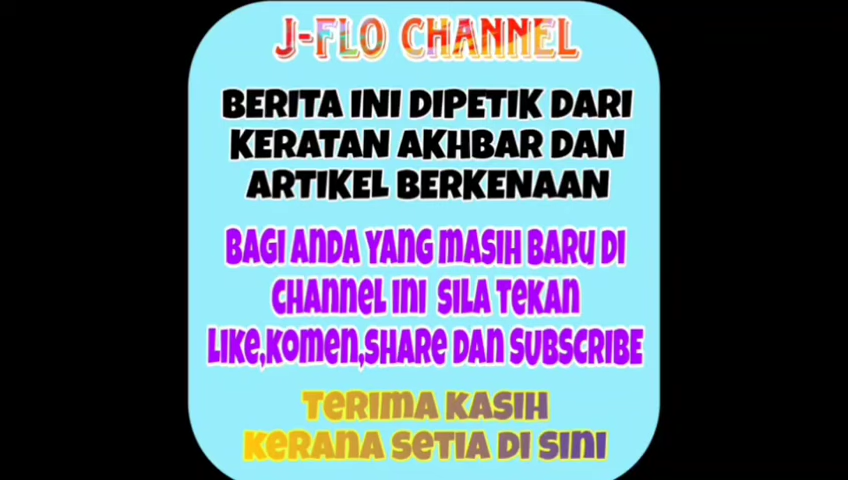 J-FLO CHANNEL
BERITA INI DIPETIK DARI
KERATAN AKHBAR DAN
ARTIKEL BERKENAAN
BAGI ANDA YANG MASIH BARU DI
CHANNEL INI SILA TEKAN
LIKE,KOMEN,SHARE DAN SUBSCRIBE
TERIMA KASIH
KERANA SETIA DI SINI